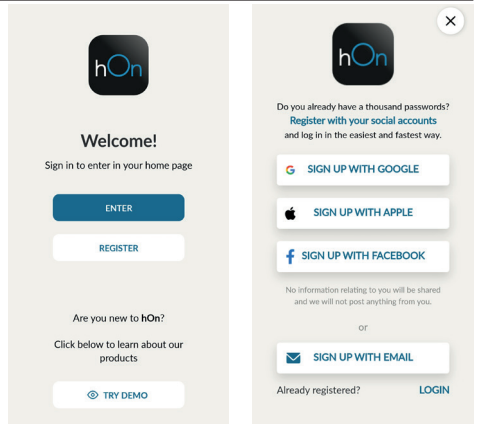 hOn
Welcome!
Sign in to enter in your home page
ENTER
REGISTER
Are you new to hOn?
Click below to learn about our
products
TRY DEMO
hOn
Do you already have a thousand passwords?
Register with your social accounts
and log in in the easiest and fastest way.
SIGN UP WITH GOOGLE
SIGN UP WITH APPLE
SIGN UP WITH FACEBOOK
No information relating to you will be shared
and we will not post anything from you.
or
SIGN UP WITH EMAIL
Already registered? LOGIN